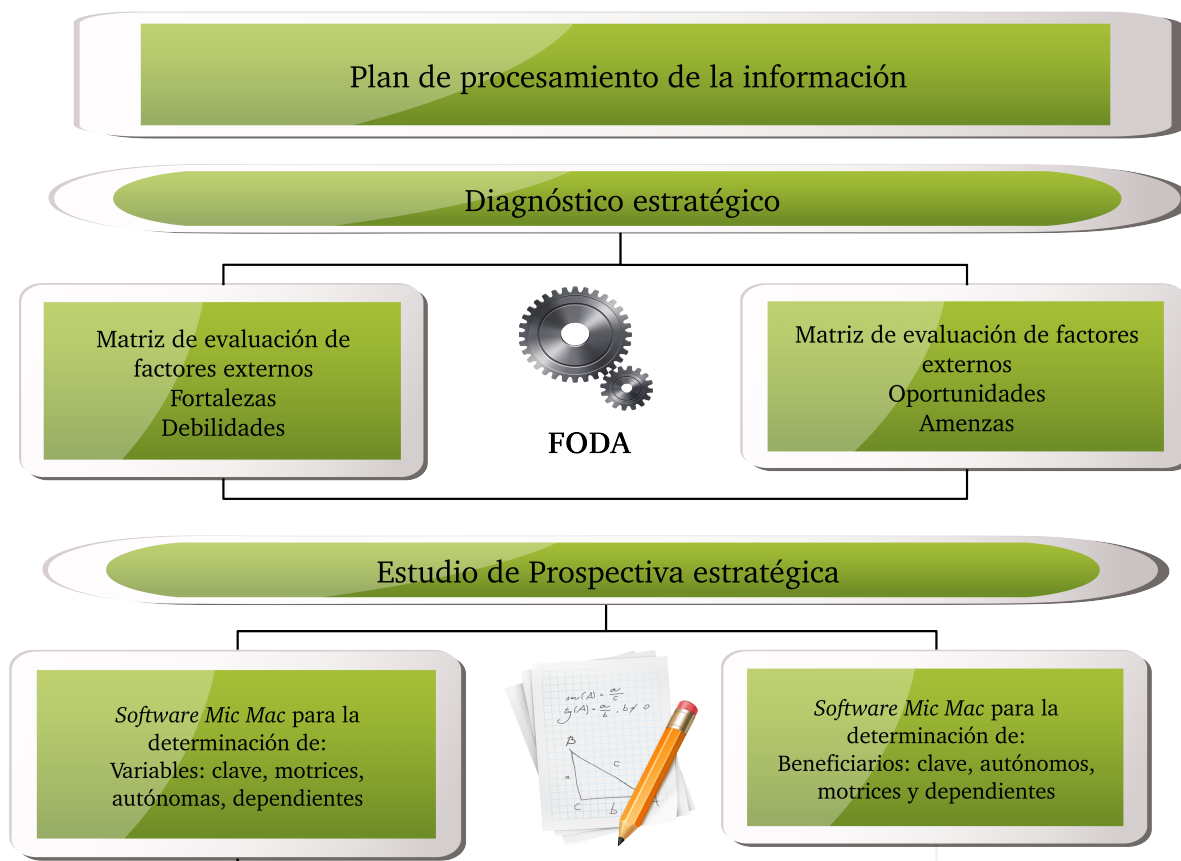 Plan de procesamiento de la información
Diagnóstico estratégico
Matriz de evaluación de
factores externos
Fortalezas
Debilidades
FODA
Matriz de evaluación de factores
externos
Oportunidades
Amenzas
Estudio de Prospectiva estratégica
Software Mic Mac para la
determinación de:
Variables: clave, motrices,
autónomas, dependientes
B
a
c
C
b
A
Software Mic Mac para la
determinación de:
Beneficiarios: clave, autónomos,
motrices y dependientes